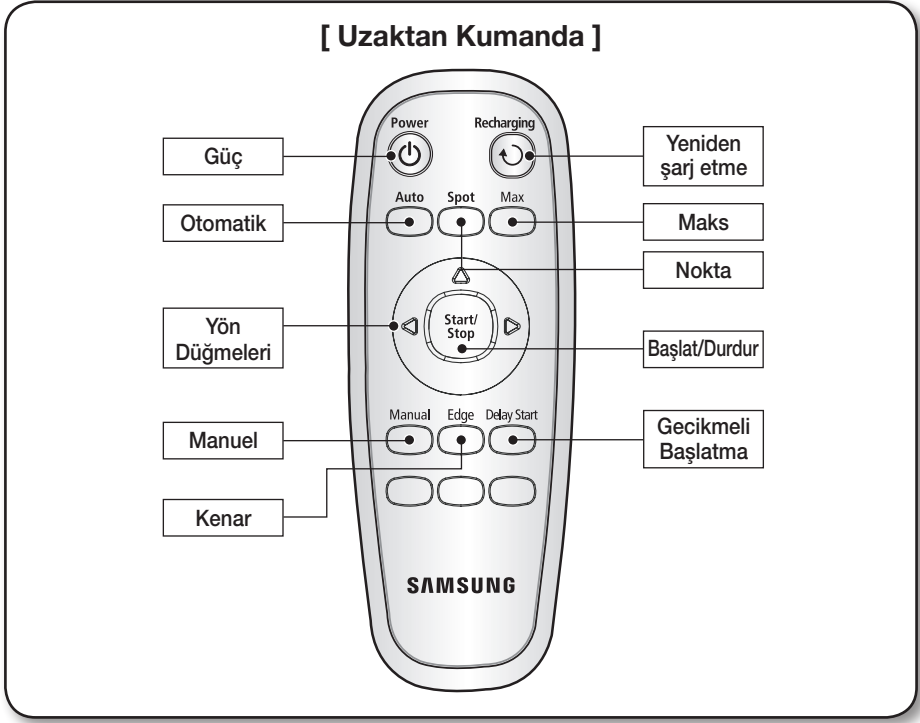 [ Uzaktan Kumanda ]
Power
Recharging
Güç
Yeniden
şarj etme
Auto
Spot
Max
Otomatik
Maks
Nokta
Yön
Düğmeleri
Start/
Stop
Başlat/Durdur
Manual
Edge
Delay Start
Manuel
Gecikmeli
Başlatma
Kenar
SAMSUNG